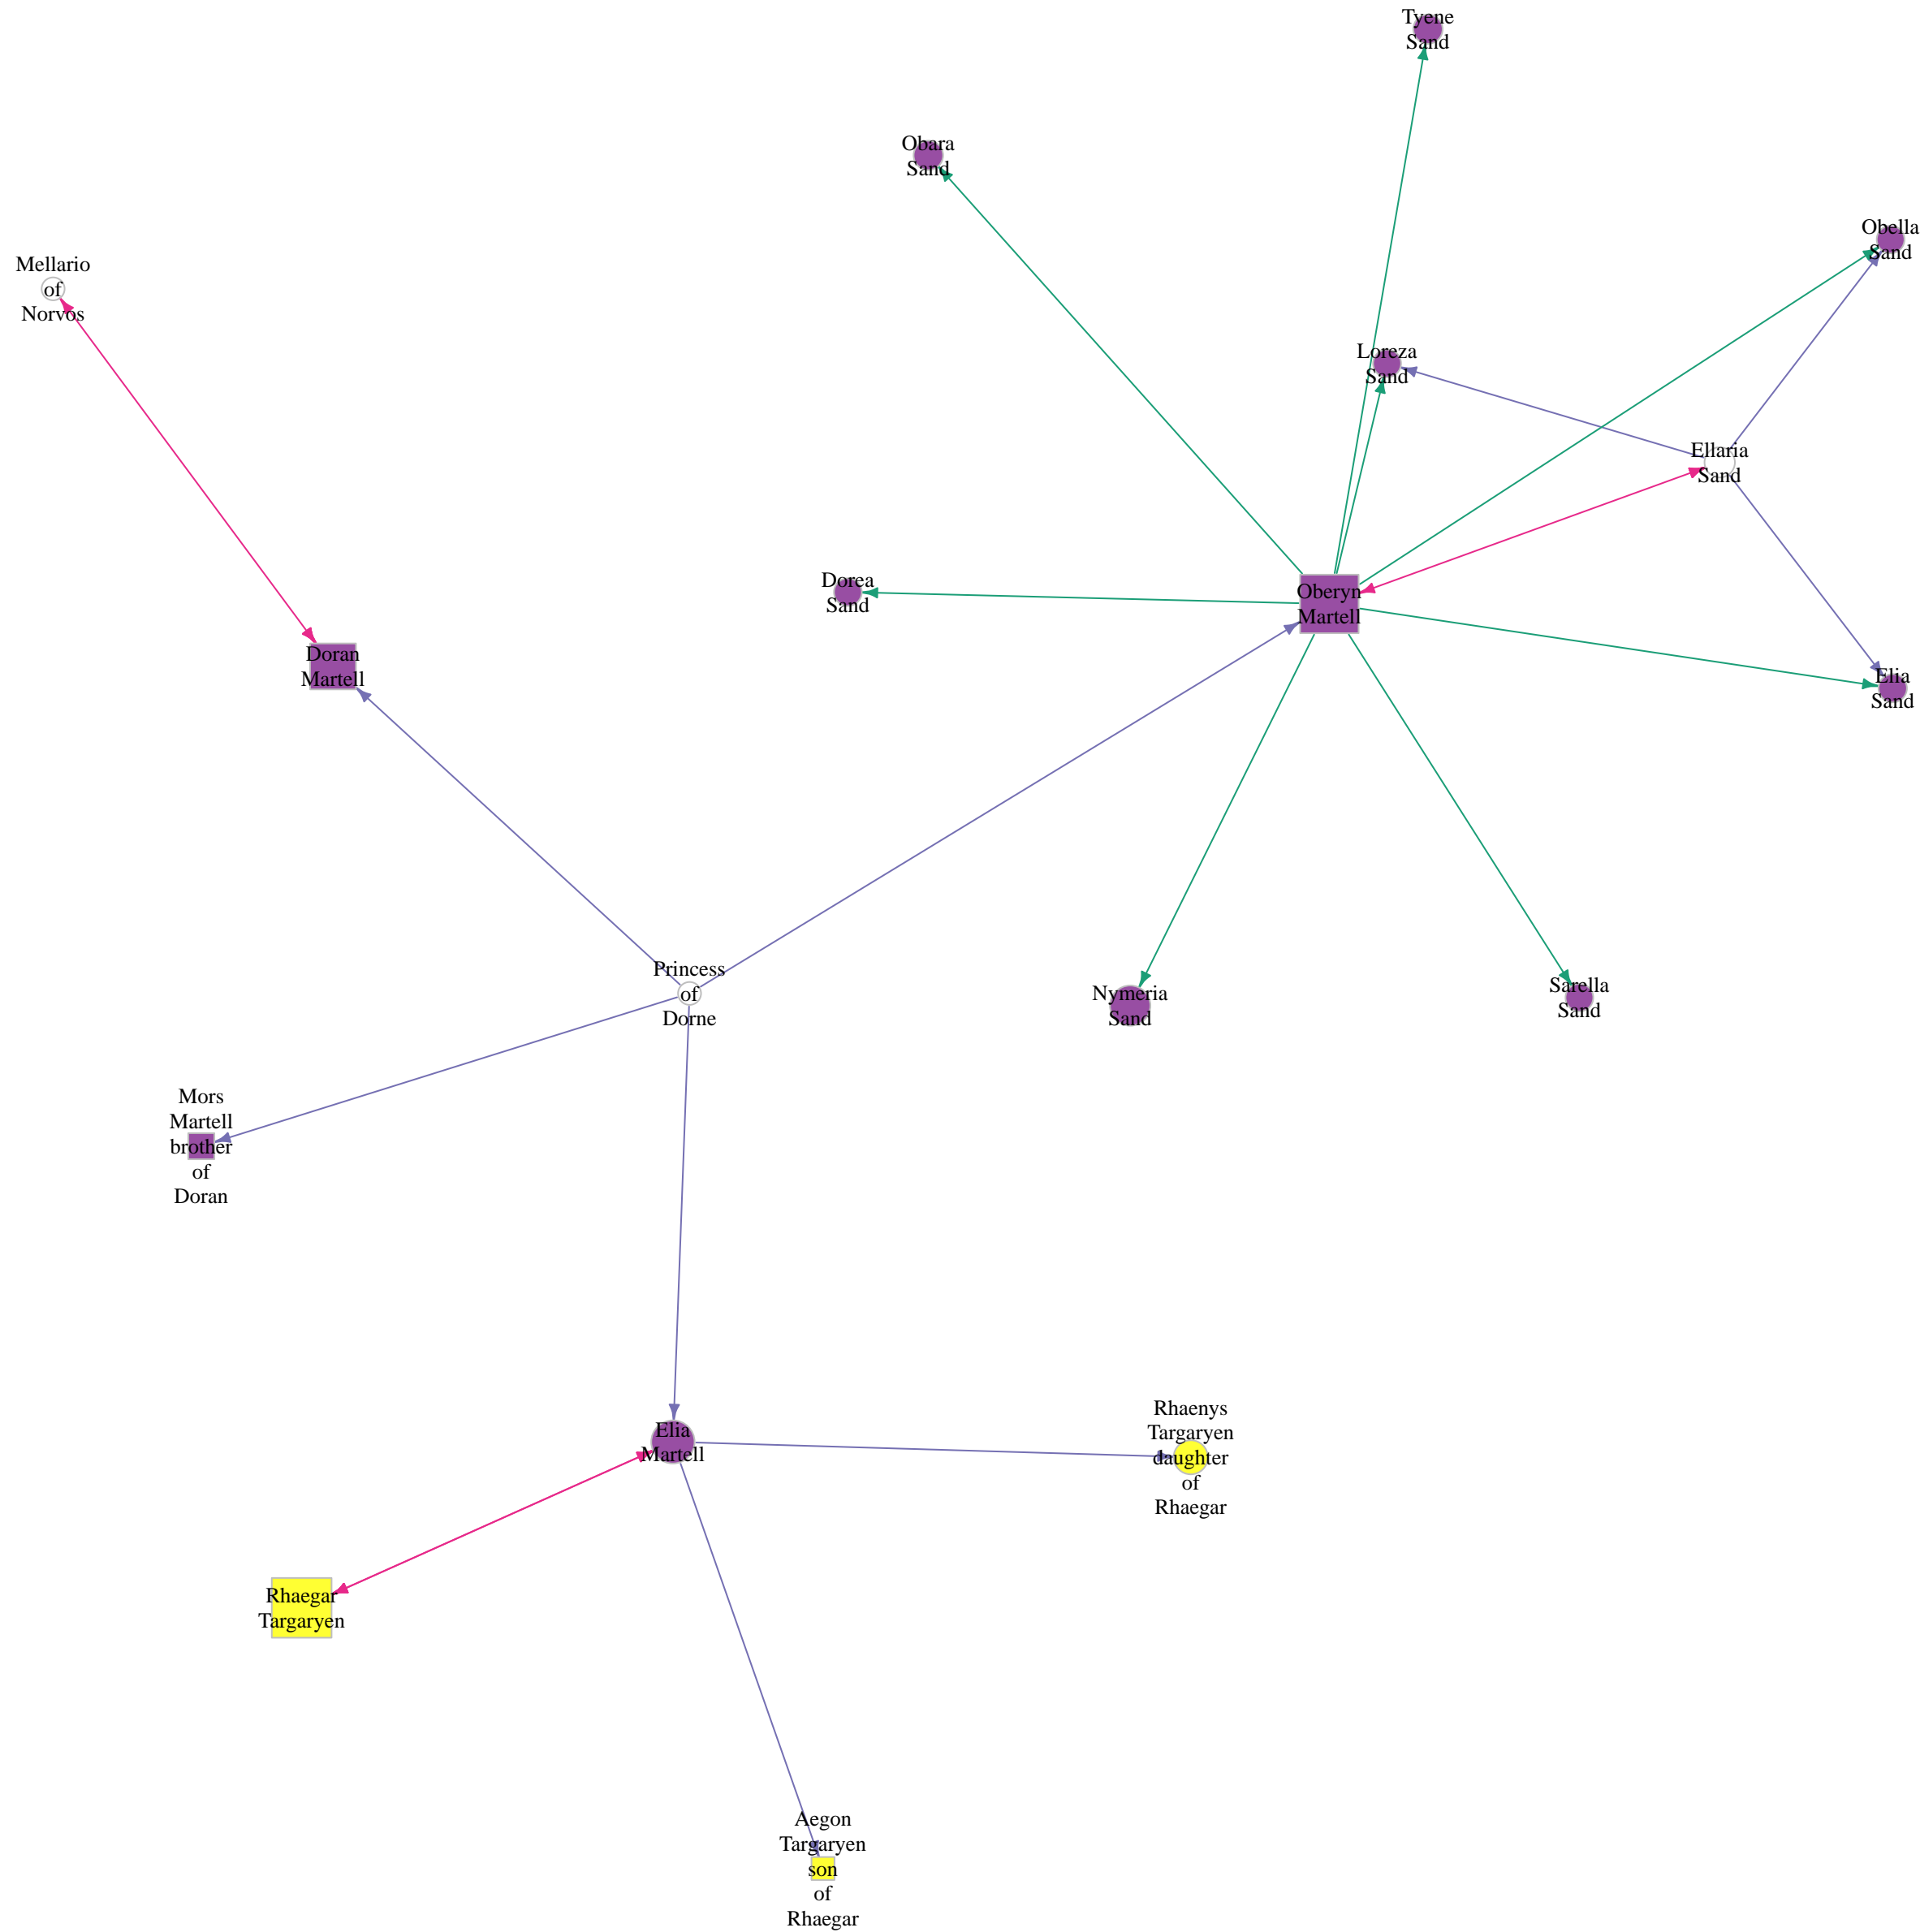 Tyene
Sand
Obara
Sand
Obella
Sand
Mellario
of
Norvos
Loreza
Sand
Ellaria
Sand
Dorea
Sand
Oberyn
Martell
Doran
Martell
Elia
Sand
Princess
of
Dorne
Nymeria
Sand
Sarella
Sand
Mors
Martell
brother
of
Doran
Elia
Martell
Rhaenys
Targaryen
daughter
of
Rhaegar
Rhaegar
Targaryen
Aegon
Targaryen
son
of
Rhaegar